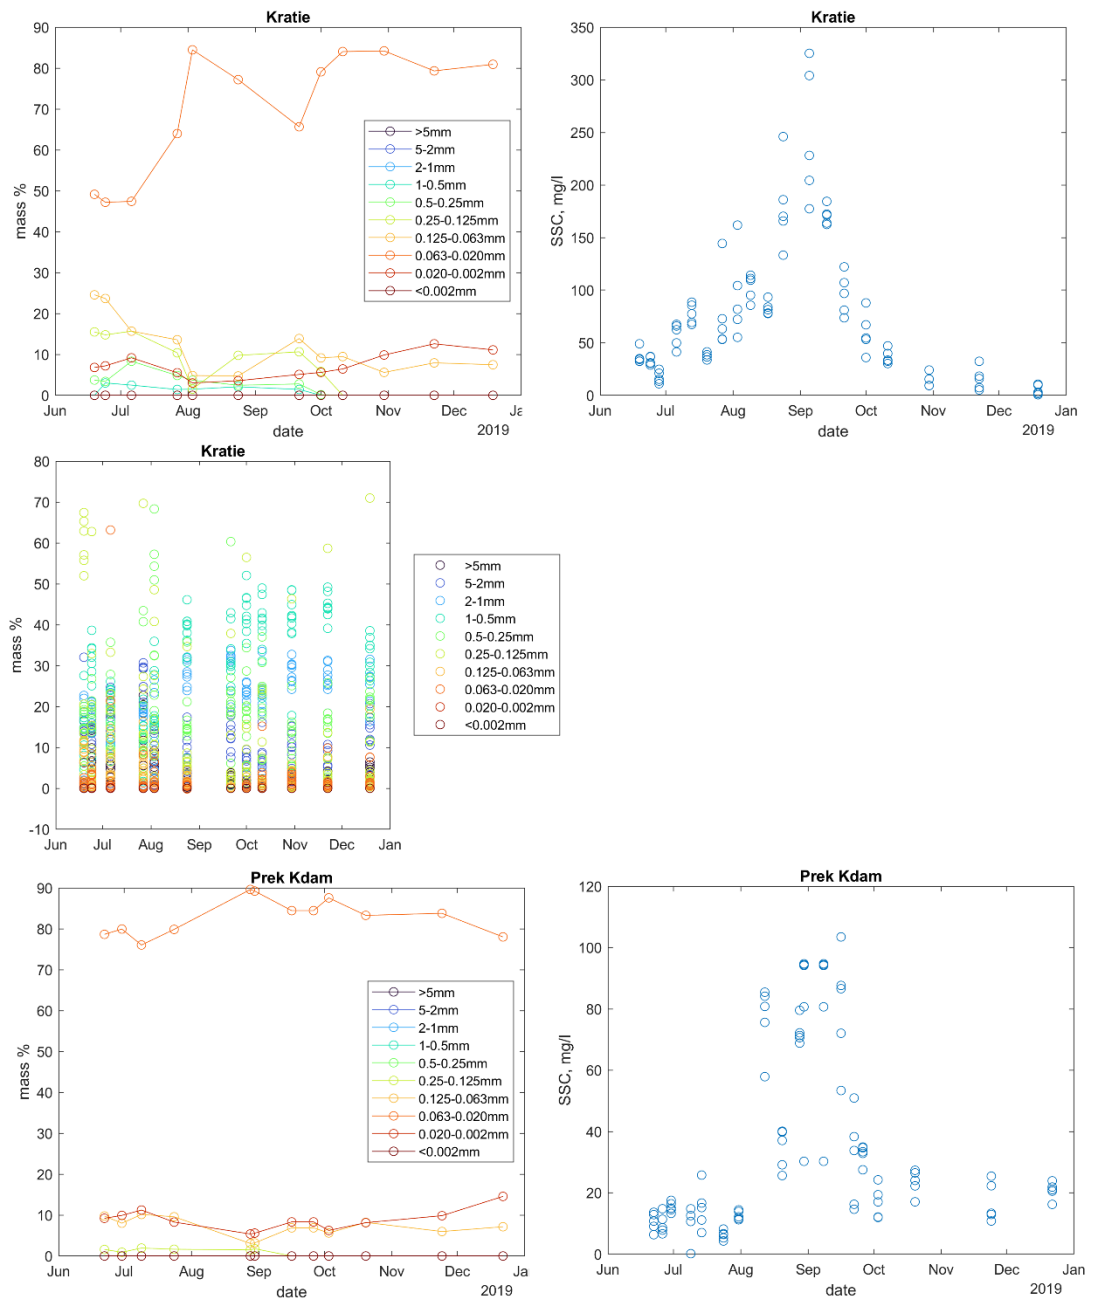 Kratie
90
80
70
60
50
40
30
20
10
0
mass %
>5mm
5-2mm
2-1mm
1-0.5mm
0.5-0.25mm
0.25-0.125mm
0.125-0.063mm
0.063-0.020mm
0.020-0.002mm
<0.002mm
Jun Jul Aug Sep Oct Nov Dec Ja
date
2019
Kratie
350
300
250
200
150
100
50
0
SSC, mg/l
Jun Jul Aug Sep Oct Nov Dec Jan
date
2019
Kratie
80
70
60
50
40
30
20
10
0
-10
mass %
Jun Jul Aug Sep Oct Nov Dec Jan
>5mm
5-2mm
2-1mm
1-0.5mm
0.5-0.25mm
0.25-0.125mm
0.125-0.063mm
0.063-0.020mm
0.020-0.002mm
<0.002mm
Prek Kdam
90
80
70
60
50
40
30
20
10
0
mass %
>5mm
5-2mm
2-1mm
1-0.5mm
0.5-0.25mm
0.25-0.125mm
0.125-0.063mm
0.063-0.020mm
0.020-0.002mm
<0.002mm
Jun Jul Aug Sep Oct Nov Dec Jan
date
2019
Prek Kdam
120
100
80
60
40
20
0
SSC, mg/l
Jun Jul Aug Sep Oct Nov Dec Jan
date
2019